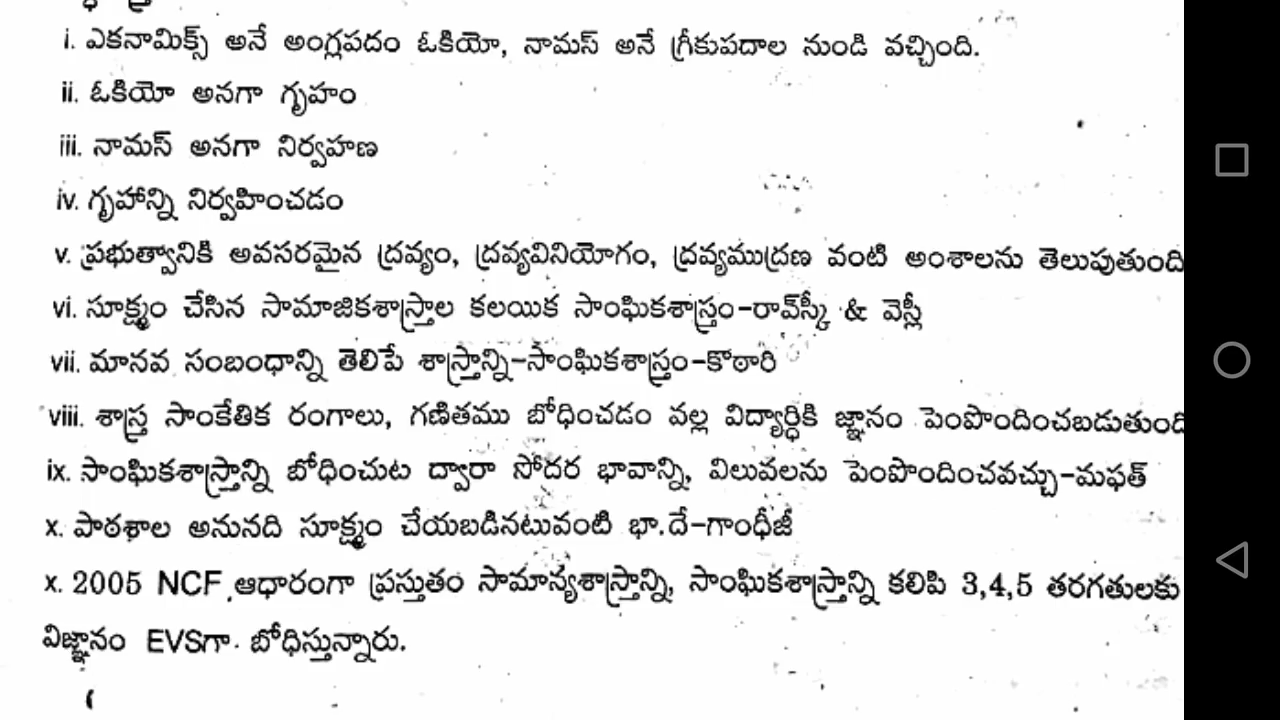 i. ఎకనామిక్స్ అనే అంగ్లపదం ఓకియో, నామస్ అనే గ్రీకుపదాల నుండి వచ్చింది.
ii. ఓకియో అనగా గృహం
iii. నామస్ అనగా నిర్వహణ
iv. గృహాన్ని నిర్వహించడం
v. ప్రభుత్వానికి అవసరమైన ద్రవ్యం, ద్రవ్యవినియోగం, ద్రవ్యముద్రణ వంటి అంశాలను తెలుపుతుంది
vi. సూక్ష్మం చేసిన సామాజికశాస్త్రాల కలయిక సాంఘికశాస్త్రం-రావ్‌స్కీ & వెస్లీ
vii. మానవ సంబంధాన్ని తెలిపే శాస్త్రాన్ని-సాంఘికశాస్త్రం-కొఠారి
viii. శాస్త్ర సాంకేతిక రంగాలు, గణితము బోధించడం వల్ల విద్యార్ధికి జ్ఞానం పెంపొందించబడుతుంది
ix. సాంఘికశాస్త్రాన్ని బోధించుట ద్వారా సోదర భావాన్ని, విలువలను పెంపొందించవచ్చు-మఫత్
x. పాఠశాల అనునది సూక్ష్మం చేయబడినటువంటి భా.దే-గాంధీజీ
x. 2005 NCF ఆధారంగా ప్రస్తుతం సామాన్యశాస్త్రాన్ని, సాంఘికశాస్త్రాన్ని కలిపి 3,4,5 తరగతులకు
విజ్ఞానం EVSగా బోధిస్తున్నారు.